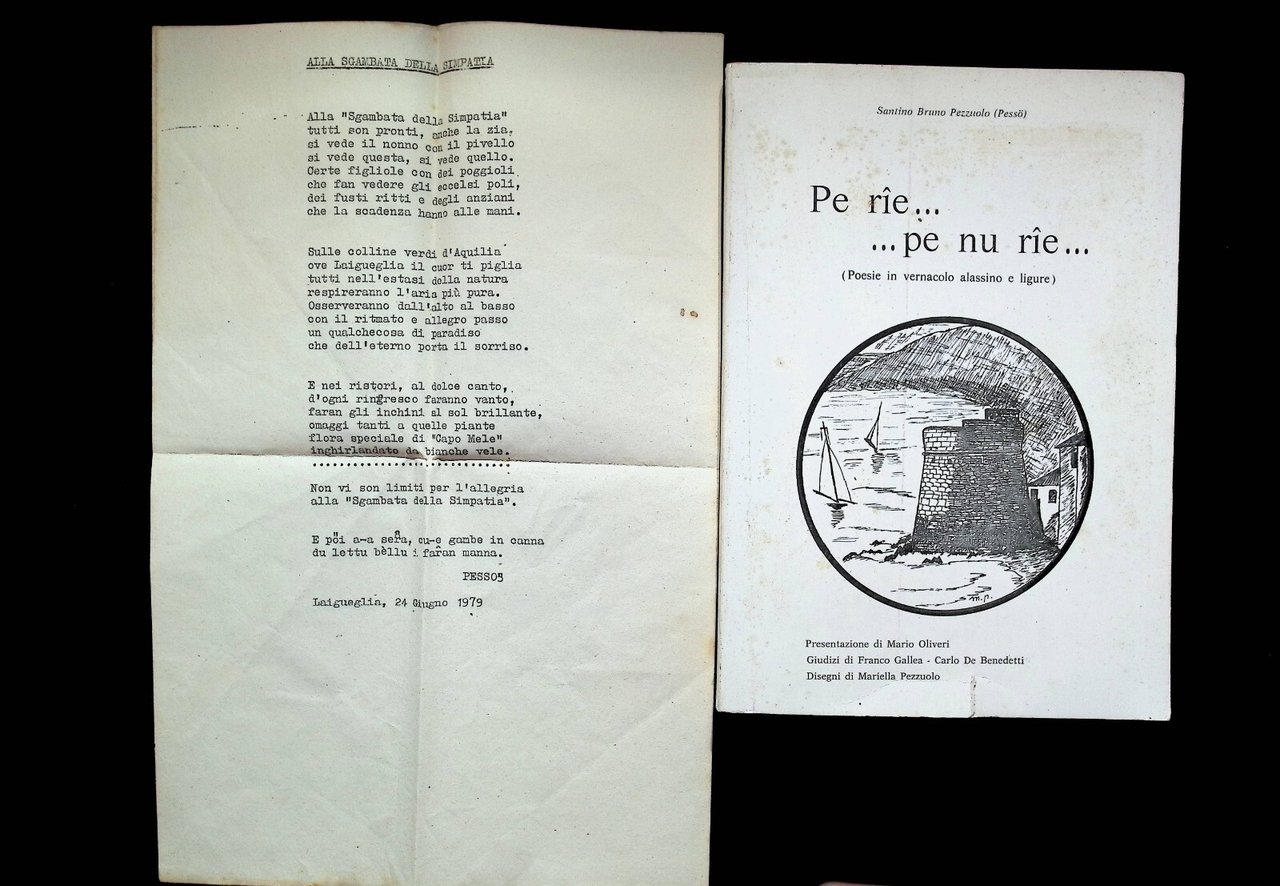 ALLA SGAMBATA DELLA SIMPATIA
Alla "Sgambata della Simpatia"
tutti son pronti, anche la zia,
si vede il nonno con il pivello
si vede questa, si vede quello.
Certe figliole con dei poggioli
che fan vedere gli eccelsi poli,
dei fusti ritti e degli anziani
che la scadenza hanno alle mani.
Sulle colline verdi d'Aquilia
ove Laigueglia il cuor ti piglia
tutti nell'estasi della natura
respireranno l'aria più pura.
Osserveranno dall'alto al basso
con il ritmato e allegro passo
un qualchecosa di paradiso
che dell'eterno porta il sorriso.
E nei ristori, al dolce canto,
d'ogni rinfresco faranno vanto,
faran gli inchini al sol brillante,
omaggi tanti a quelle piante
flora speciale di "Capo Mele"
inghirlandato da bianche vele.
Non vi son limiti per l'allegria
alla "Sgambata della Simpatia".
E pöi a-a sera, cu-e gambe in canna
du lettu bèllu i faran manna.
Laigueglia, 24 Giugno 1979
Santino Bruno Pezzuolo (Pessö)
Pe rîe...
...pe nu rîe...
(Poesie in vernacolo alassino e ligure)
M.P.
Presentazione di Mario Oliveri
Giudizi di Franco Gallea - Carlo De Benedetti
Disegni di Mariella Pezzuolo